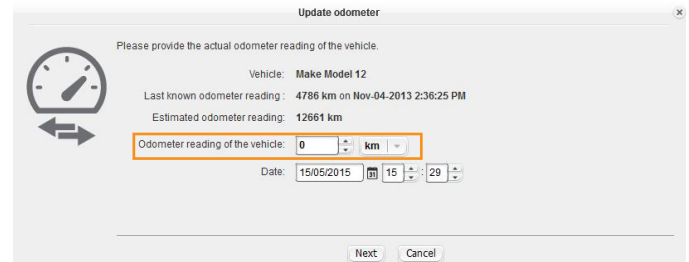 Update odometer
Please provide the actual odometer reading of the vehicle.
Vehicle: Make Model 12
Last known odometer reading : 4786 km on Nov-04-2013 2:36:25 PM
Estimated odometer reading: 12661 km
Odometer reading of the vehicle: 0 km
Date: 15/05/2015 31 15 : 29
Next Cancel